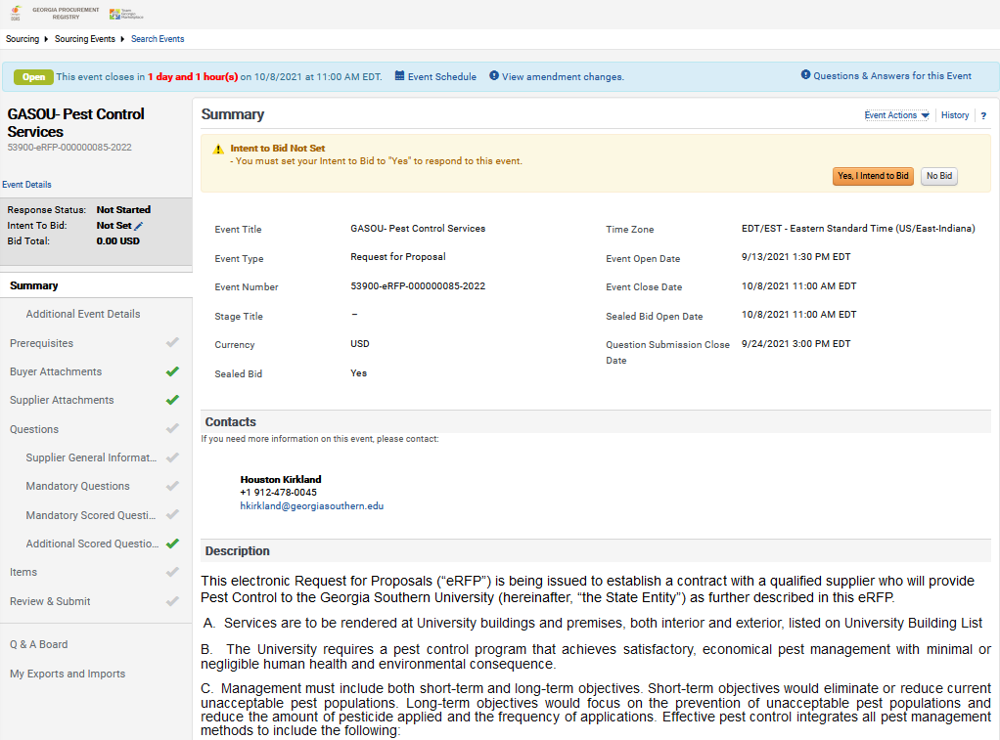 GEORGIA PROCUREMENT
REGISTRY
Team
Georgia
Marketplace
Sourcing Sourcing Events Search Events
Open This event closes in 1 day and 1 hour(s) on 10/8/2021 at 11:00 AM EDT. Event Schedule View amendment changes. Questions & Answers for this Event
GASOU- Pest Control
Services
53900-eRFP-000000085-2022
Event Details
Response Status: Not Started
Intent To Bid: Not Set
Bid Total: 0.00 USD
Summary
Additional Event Details
Prerequisites
Buyer Attachments
Supplier Attachments
Questions
Supplier General Informat...
Mandatory Questions
Mandatory Scored Questi...
Additional Scored Questio...
Items
Review & Submit
Q & A Board
My Exports and Imports
Summary
Event Actions History ?
Intent to Bid Not Set
- You must set your Intent to Bid to "Yes" to respond to this event.
Yes, I Intend to Bid No Bid
Event Title GASOU- Pest Control Services Time Zone EDT/EST - Eastern Standard Time (US/East-Indiana)
Event Type Request for Proposal Event Open Date 9/13/2021 1:30 PM EDT
Event Number 53900-eRFP-000000085-2022 Event Close Date 10/8/2021 11:00 AM EDT
Stage Title – Sealed Bid Open Date 10/8/2021 11:00 AM EDT
Currency USD Question Submission Close 9/24/2021 3:00 PM EDT
Date
Sealed Bid Yes
Contacts
If you need more information on this event, please contact:
Houston Kirkland
+1 912-478-0045
hkirkland@georgiasouthern.edu
Description
This electronic Request for Proposals (“eRFP”) is being issued to establish a contract with a qualified supplier who will provide
Pest Control to the Georgia Southern University (hereinafter, “the State Entity”) as further described in this eRFP.
A. Services are to be rendered at University buildings and premises, both interior and exterior, listed on University Building List
B. The University requires a pest control program that achieves satisfactory, economical pest management with minimal or
negligible human health and environmental consequence.
C. Management must include both short-term and long-term objectives. Short-term objectives would eliminate or reduce current
unacceptable pest populations. Long-term objectives would focus on the prevention of unacceptable pest populations and
reduce the amount of pesticide applied and the frequency of applications. Effective pest control integrates all pest management
methods to include the following: